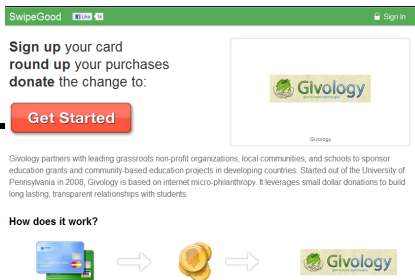 SwipeGood Like 1k Sign In
Sign up your card
round up your purchases
donate the change to:
Get Started
Givology
Givology
Givology partners with leading grassroots non-profit organizations, local communities, and schools to sponsor
education grants and community-based education projects in developing countries. Started out of the University of
Pennsylvania in 2008, Givology is based on internet micro-philanthropy. It leverages small dollar donations to build
long lasting, transparent relationships with students.
How does it work?
Givology